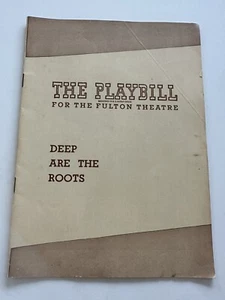 THE PLAYBILL
FOR THE FULTON THEATRE
DEEP
ARE THE
ROOTS